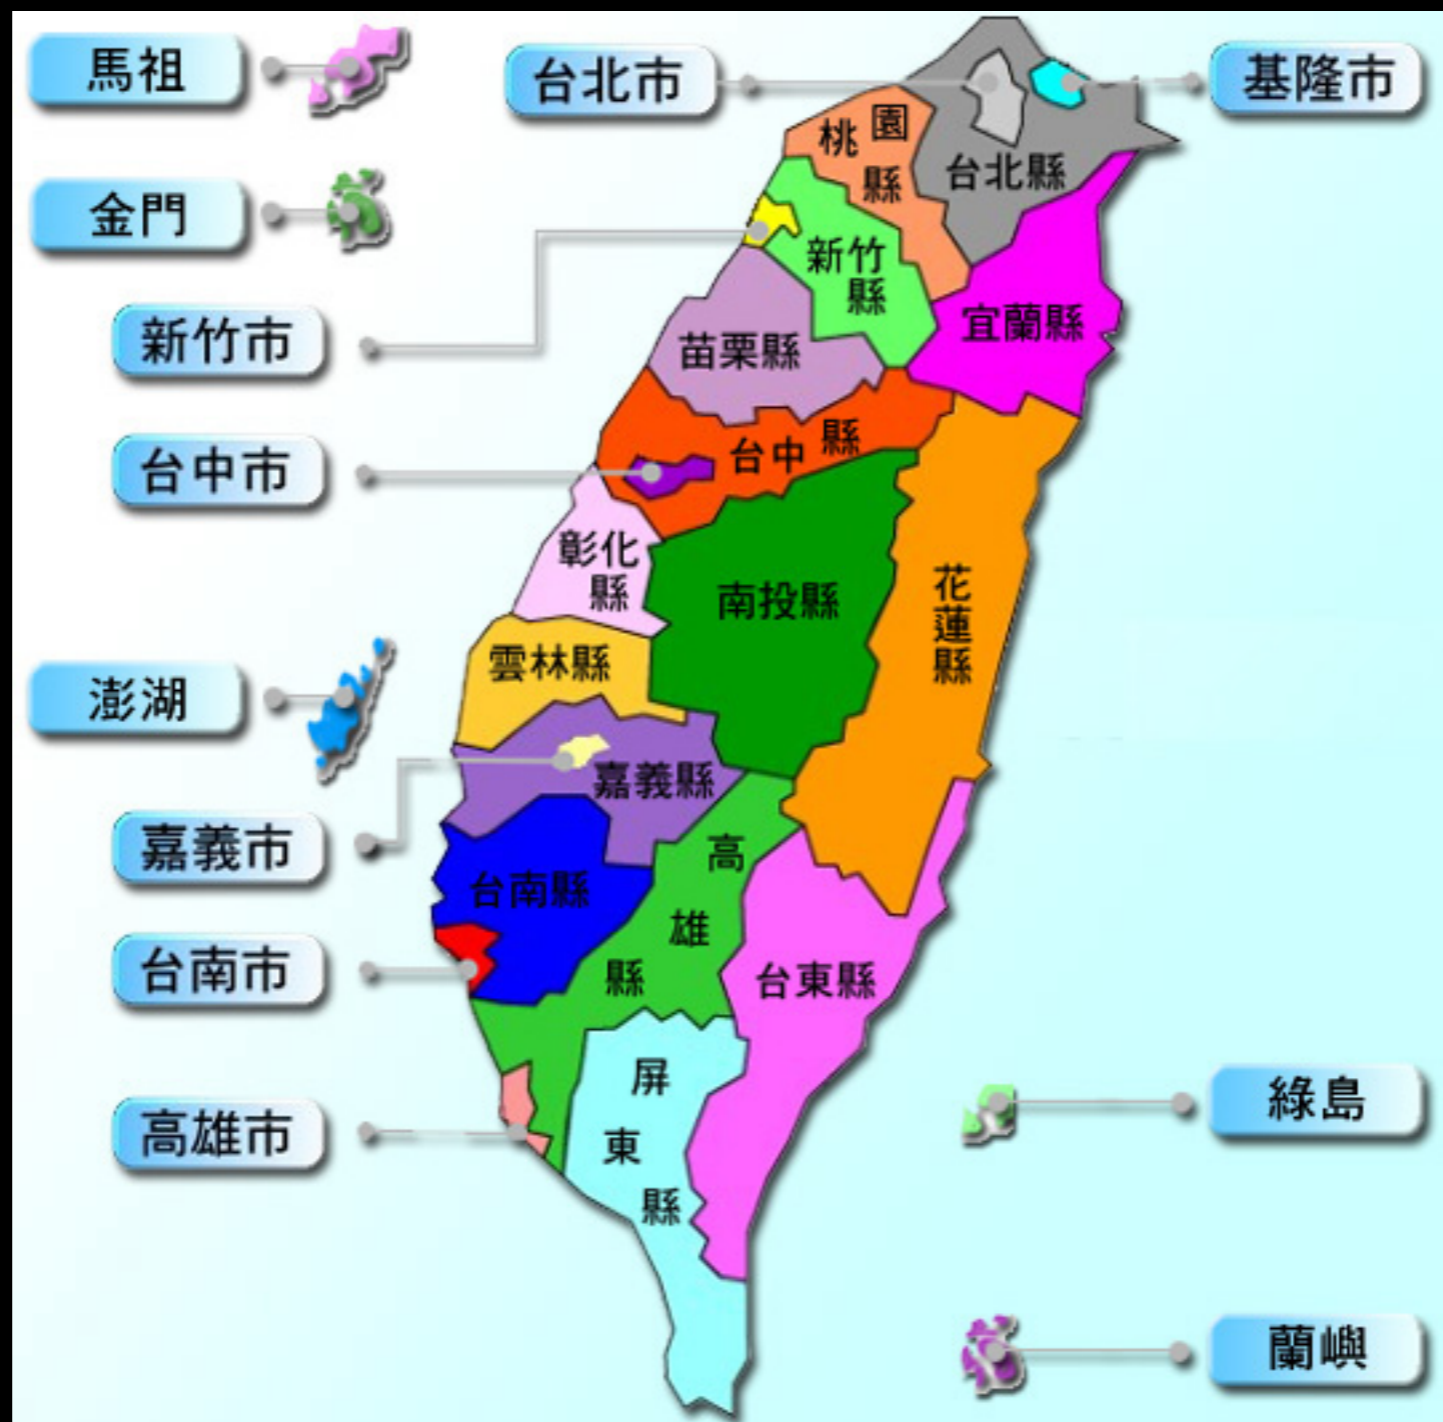 馬祖
台北市
基隆市
桃園縣
台北縣
金門
新竹縣
新竹市
宜蘭縣
苗栗縣
台中縣
台中市
彰化縣
南投縣
花蓮縣
雲林縣
澎湖
嘉義縣
嘉義市
高雄縣
台南縣
台南市
台東縣
屏東縣
高雄市
綠島
蘭嶼